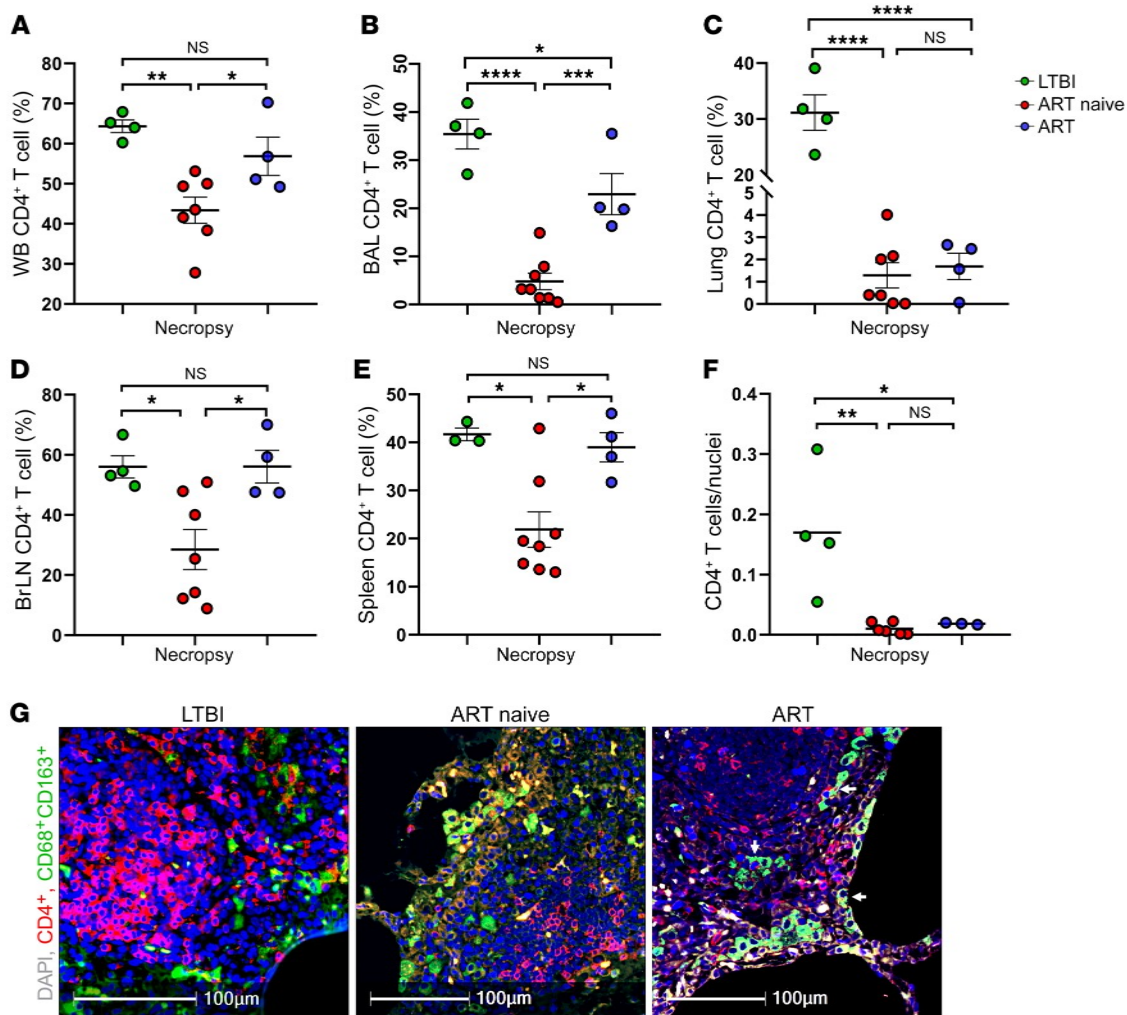 A
WB CD4+ T cell (%)
80
70
60
50
40
30
20
NS
**
*
Necropsy
B
BAL CD4+ T cell (%)
50
40
30
20
10
0
*
****
***
Necropsy
C
Lung CD4+ T cell (%)
40
30
20
5
4
3
2
1
0
****
****
NS
Necropsy
LTBI
ART naive
ART
D
BrLN CD4+ T cell (%)
80
60
40
20
0
NS
*
*
Necropsy
E
Spleen CD4+ T cell (%)
50
40
30
20
10
0
NS
*
*
Necropsy
F
CD4+ T cells/nuclei
0.4
0.3
0.2
0.1
0.0
*
**
NS
Necropsy
G
LTBI
ART naive
ART
DAPI, CD4+, CD68+CD163+
100μm
100μm
100μm